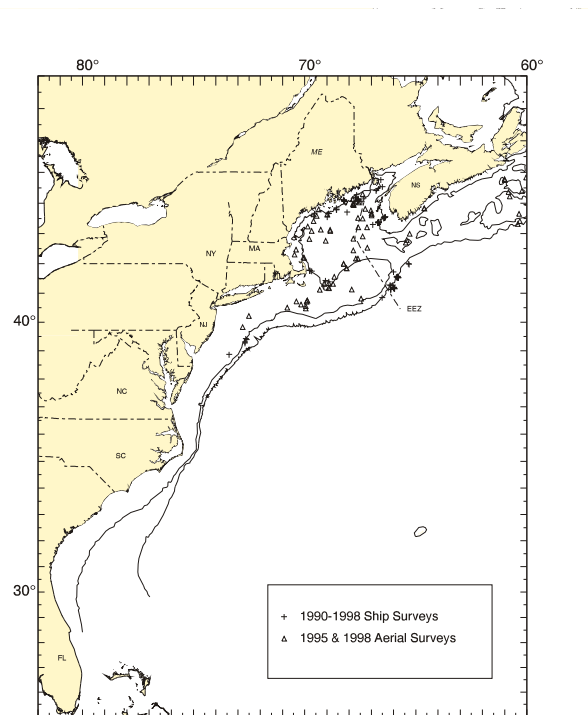 80° 70° 60°
ME
NS
NY MA
EEZ
40° NJ
NC
SC
30°
1990-1998 Ship Surveys
1995 & 1998 Aerial Surveys
FL